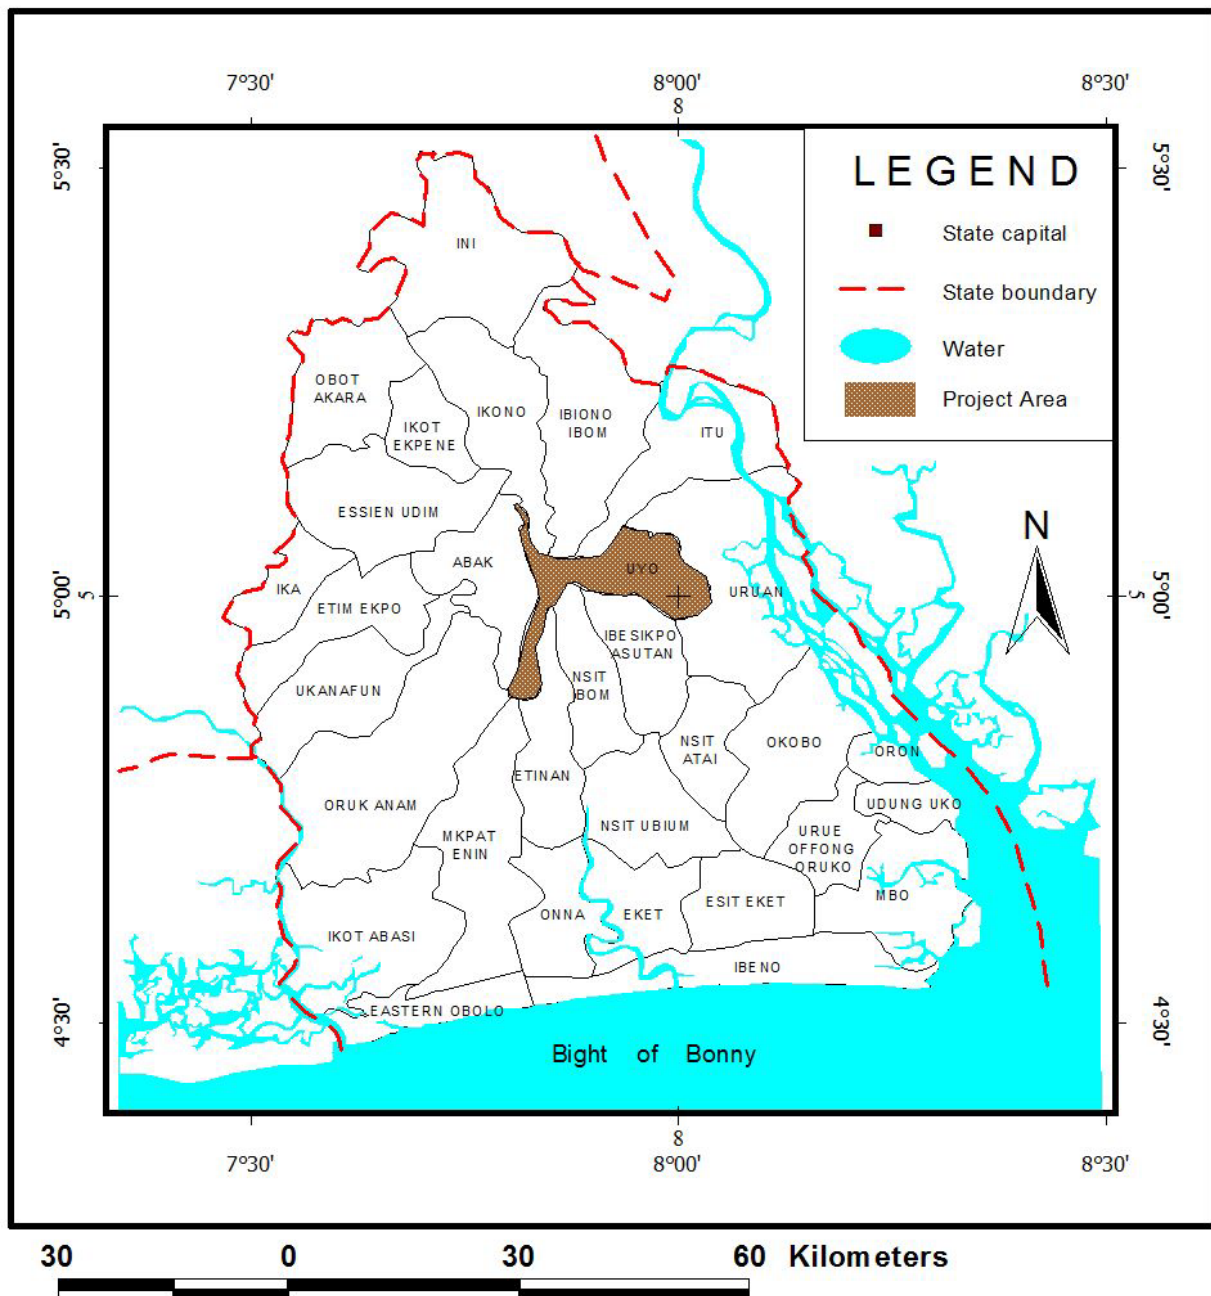 7°30'
8°00'
8°30'
8
5°30'
5°30'
LEGEND
State capital
State boundary
Water
Project Area
INI
OBOT
AKARA
IKOT
EKPENE
IKONO
IBIONO
IBOM
ITU
ESSIEN UDIM
N
ABAK
UYO
IKA
ETIM EKPO
URUAN
5°00'
5
5
5°00'
IBESIKPO
ASUTAN
UKANAFUN
NSIT
IBOM
NSIT
ATAI
OKOBO
ORON
ETINAN
ORUK ANAM
UDUNG UKO
MKPAT
ENIN
NSIT UBIUM
URUE
OFFONG
ORUKO
MBO
ESIT EKET
ONNA
EKET
IKOT ABASI
IBENO
EASTERN OBOLO
4°30'
4°30'
Bight of Bonny
8
7°30'
8°00'
8°30'
30 0 30 60 Kilometers